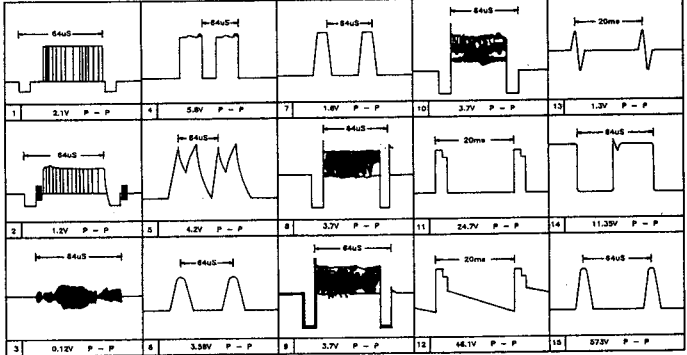 64uS 64uS 64uS 64uS 20ms
1 2.1V P - P 4 5.8V P - P 7 1.8V P - P 10 3.7V P - P 13 1.3V P - P
64uS 64uS 64uS 20ms 64uS
2 1.2V P - P 5 4.2V P - P 8 3.7V P - P 11 24.7V P - P 14 11.35V P - P
64uS 64uS 64uS 20ms 64uS
3 0.12V P - P 6 3.58V P - P 9 3.7V P - P 12 46.1V P - P 15 573V P - P